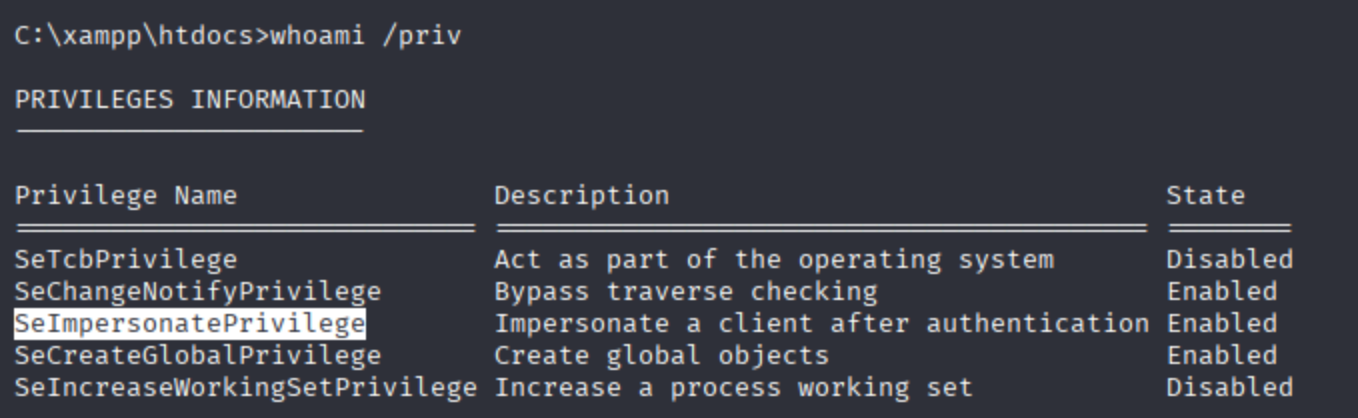 C:\xampp\htdocs>whoami /priv
PRIVILEGES INFORMATION
Privilege Name Description State
SeTcbPrivilege Act as part of the operating system Disabled
SeChangeNotifyPrivilege Bypass traverse checking Enabled
SeImpersonatePrivilege Impersonate a client after authentication Enabled
SeCreateGlobalPrivilege Create global objects Enabled
SeIncreaseWorkingSetPrivilege Increase a process working set Disabled